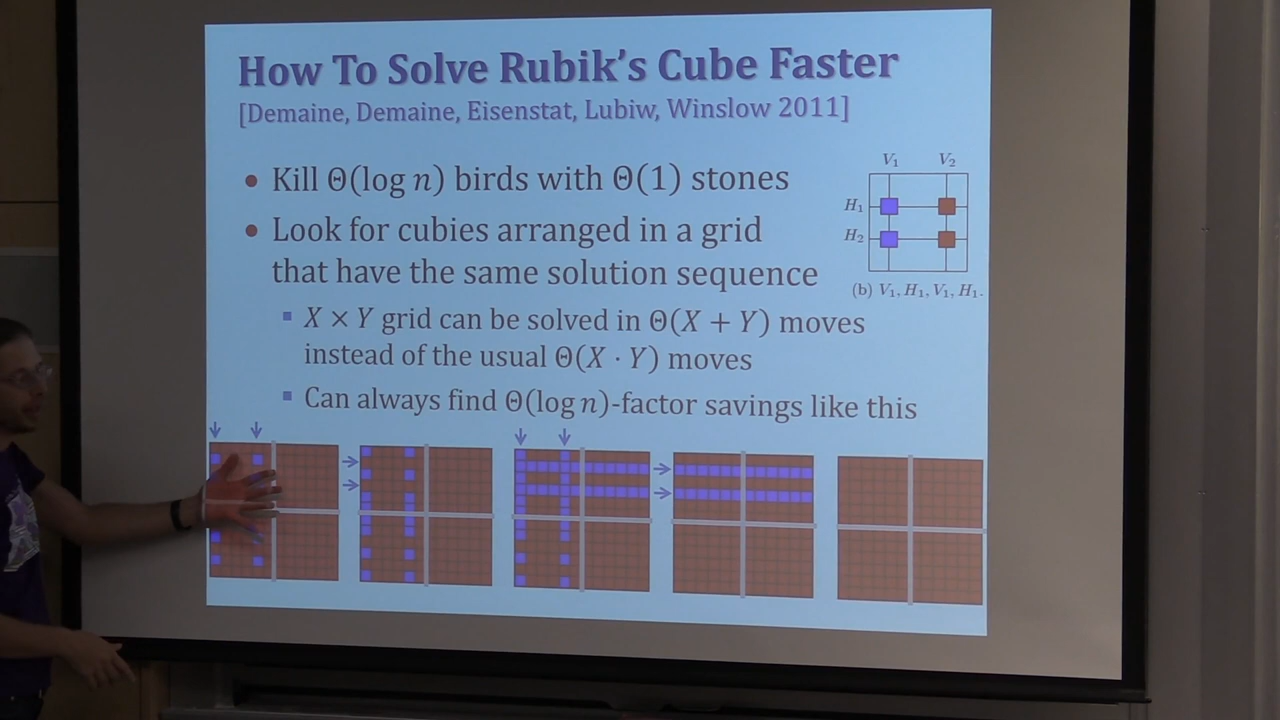 How To Solve Rubik's Cube Faster
[Demaine, Demaine, Eisenstat, Lubiw, Winslow 2011]
• Kill Θ(log n) birds with Θ(1) stones
• Look for cubies arranged in a grid
that have the same solution sequence
▪ X × Y grid can be solved in Θ(X + Y) moves
instead of the usual Θ(X · Y) moves
▪ Can always find Θ(log n)-factor savings like this
V₁ V₂
H₁
H₂
(b) V₁, H₁, V₁, H₁.